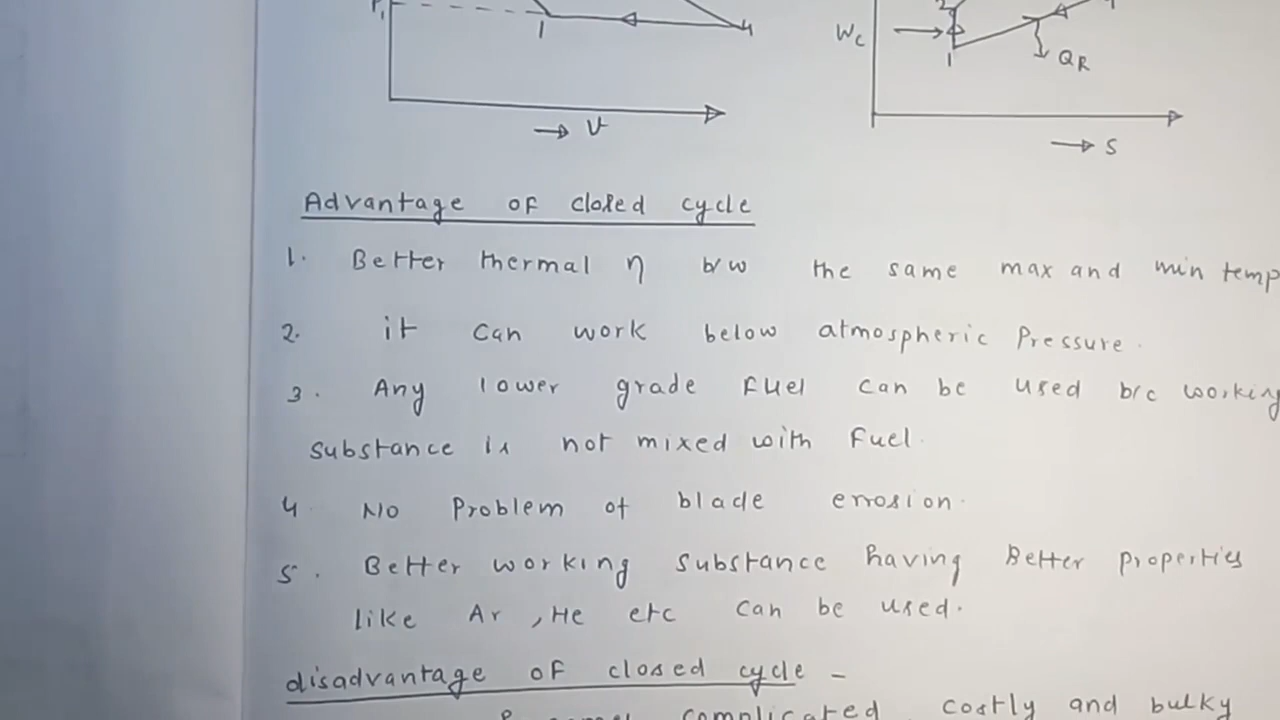 P1
1
4
→ V
2
4
Wc
1
QR
→ S
Advantage of closed cycle
1. Better thermal η b/w the same max and min temp
2. it can work below atmospheric Pressure.
3. Any lower grade fuel can be used b/c working
substance is not mixed with fuel.
4. No Problem of blade errosion.
5. Better working substance having Better properties
like Ar, He etc can be used.
disadvantage of closed cycle -
complicated costly and bulky